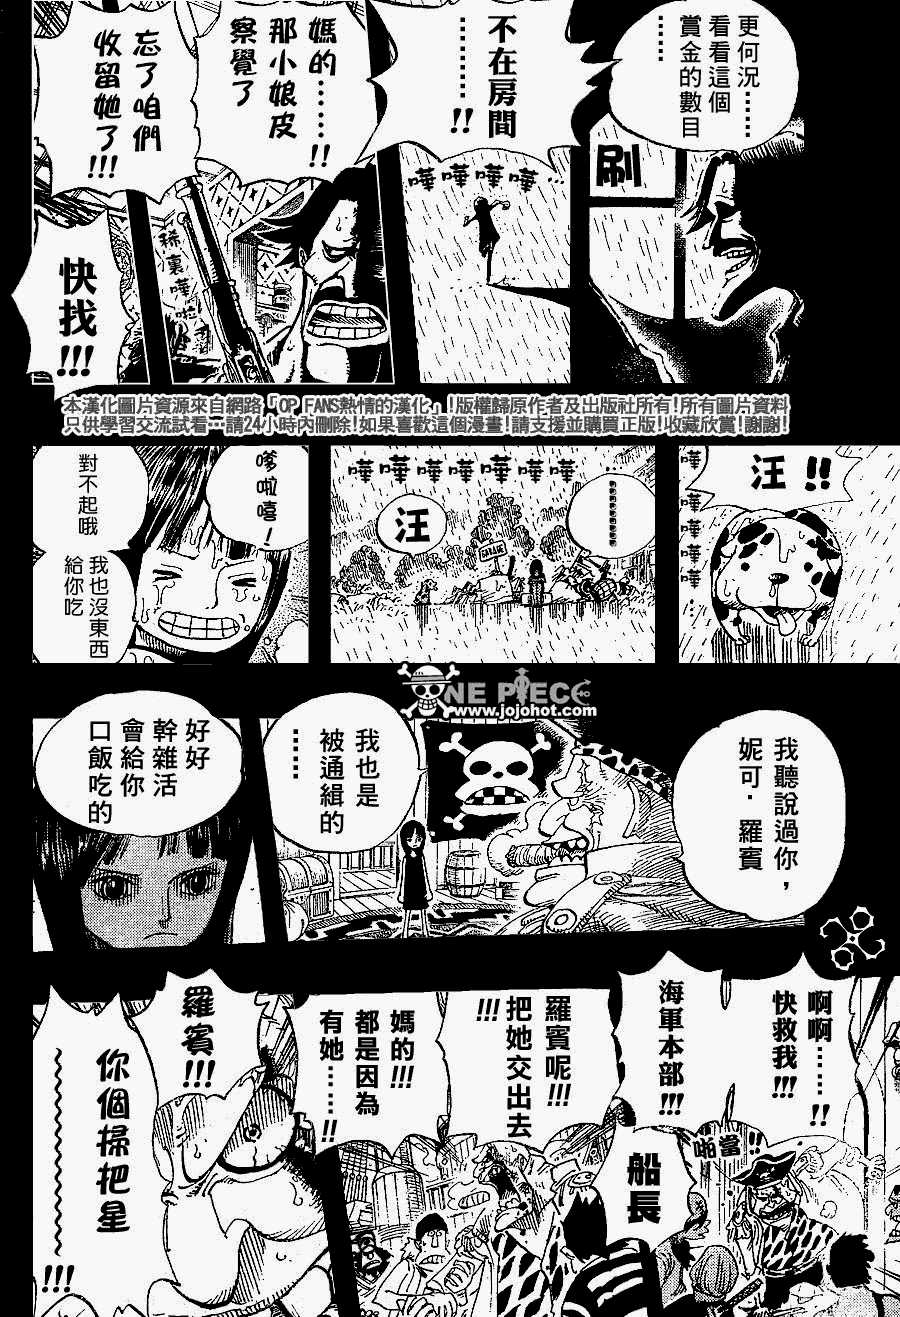 更何況……
看看這個
賞金的數目
……
刷
不在房間
………!!
嘩嘩嘩嘩…
媽的……!!
那小娘皮
察覺了
忘了咱們
收留她了!!!
稀裏嘩啦
快找!!!
本漢化圖片資源來自網路「OP FANS熱情的漢化」!版權歸原作者及出版社所有!所有圖片資料
只供學習交流試看…請24小時內刪除!如果喜歡這個漫畫!請支援並購買正版!收藏欣賞!謝謝!
汪!!
嘩嘩嘩嘩嘩…
…………
嘩嘩嘩嘩嘩嘩嘩
汪
嗲啦嘻!
對不起哦
我也沒東西
給你吃
ONE PIECE
www.jojohot.com
我聽說過你,
妮可·羅賓
我也是
被通緝的
……
好好
幹雜活
會給你
口飯吃的
啊啊……!!
快救我!!!
啪當!!
海軍本部!!!
船長
羅賓呢!!!
把她交出去
!!!
媽的!!!
都是因為
有她……!!
羅賓!!!
你個掃把星
~~~~!!!